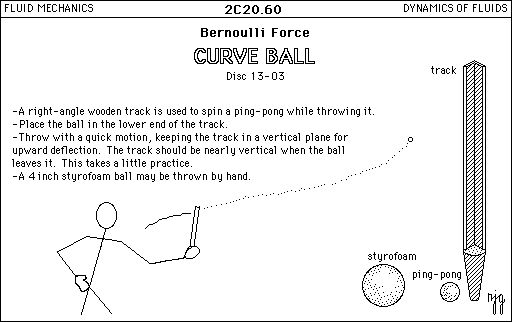 FLUID MECHANICS
2C20.60
DYNAMICS OF FLUIDS
Bernoulli Force
CURVE BALL
Disc 13-03
track
-A right-angle wooden track is used to spin a ping-pong while throwing it.
-Place the ball in the lower end of the track.
-Throw with a quick motion, keeping the track in a vertical plane for
upward deflection. The track should be nearly vertical when the ball
leaves it. This takes a little practice.
-A 4 inch styrofoam ball may be thrown by hand.
styrofoam
ping-pong